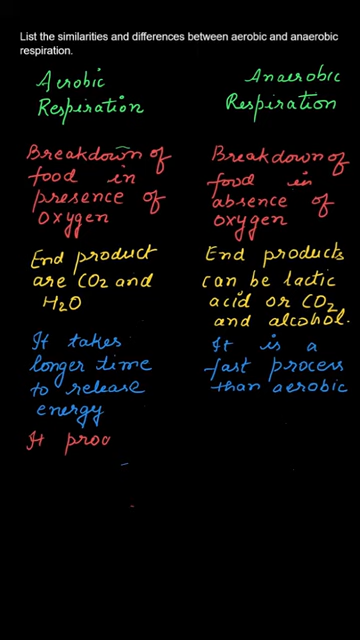 List the similarities and differences between aerobic and anaerobic
respiration.
Aerobic
Respiration
Breakdown of
food in
presence of
Oxygen
End product
are CO2 and
H2O
It takes
longer time
to release
energy
It prod
Anaerobic
Respiration
Breakdown of
food in
absence of
oxygen
End products
can be lactic
acid or CO2
and alcohol.
It is a
fast process
than aerobic